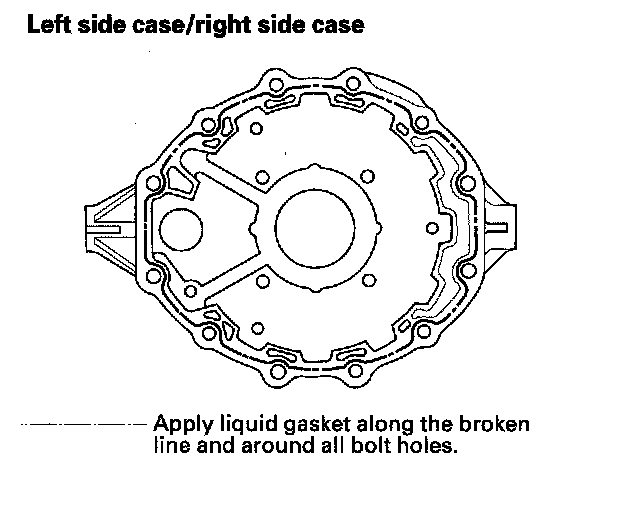 Left side case/right side case
Apply liquid gasket along the broken
line and around all bolt holes.